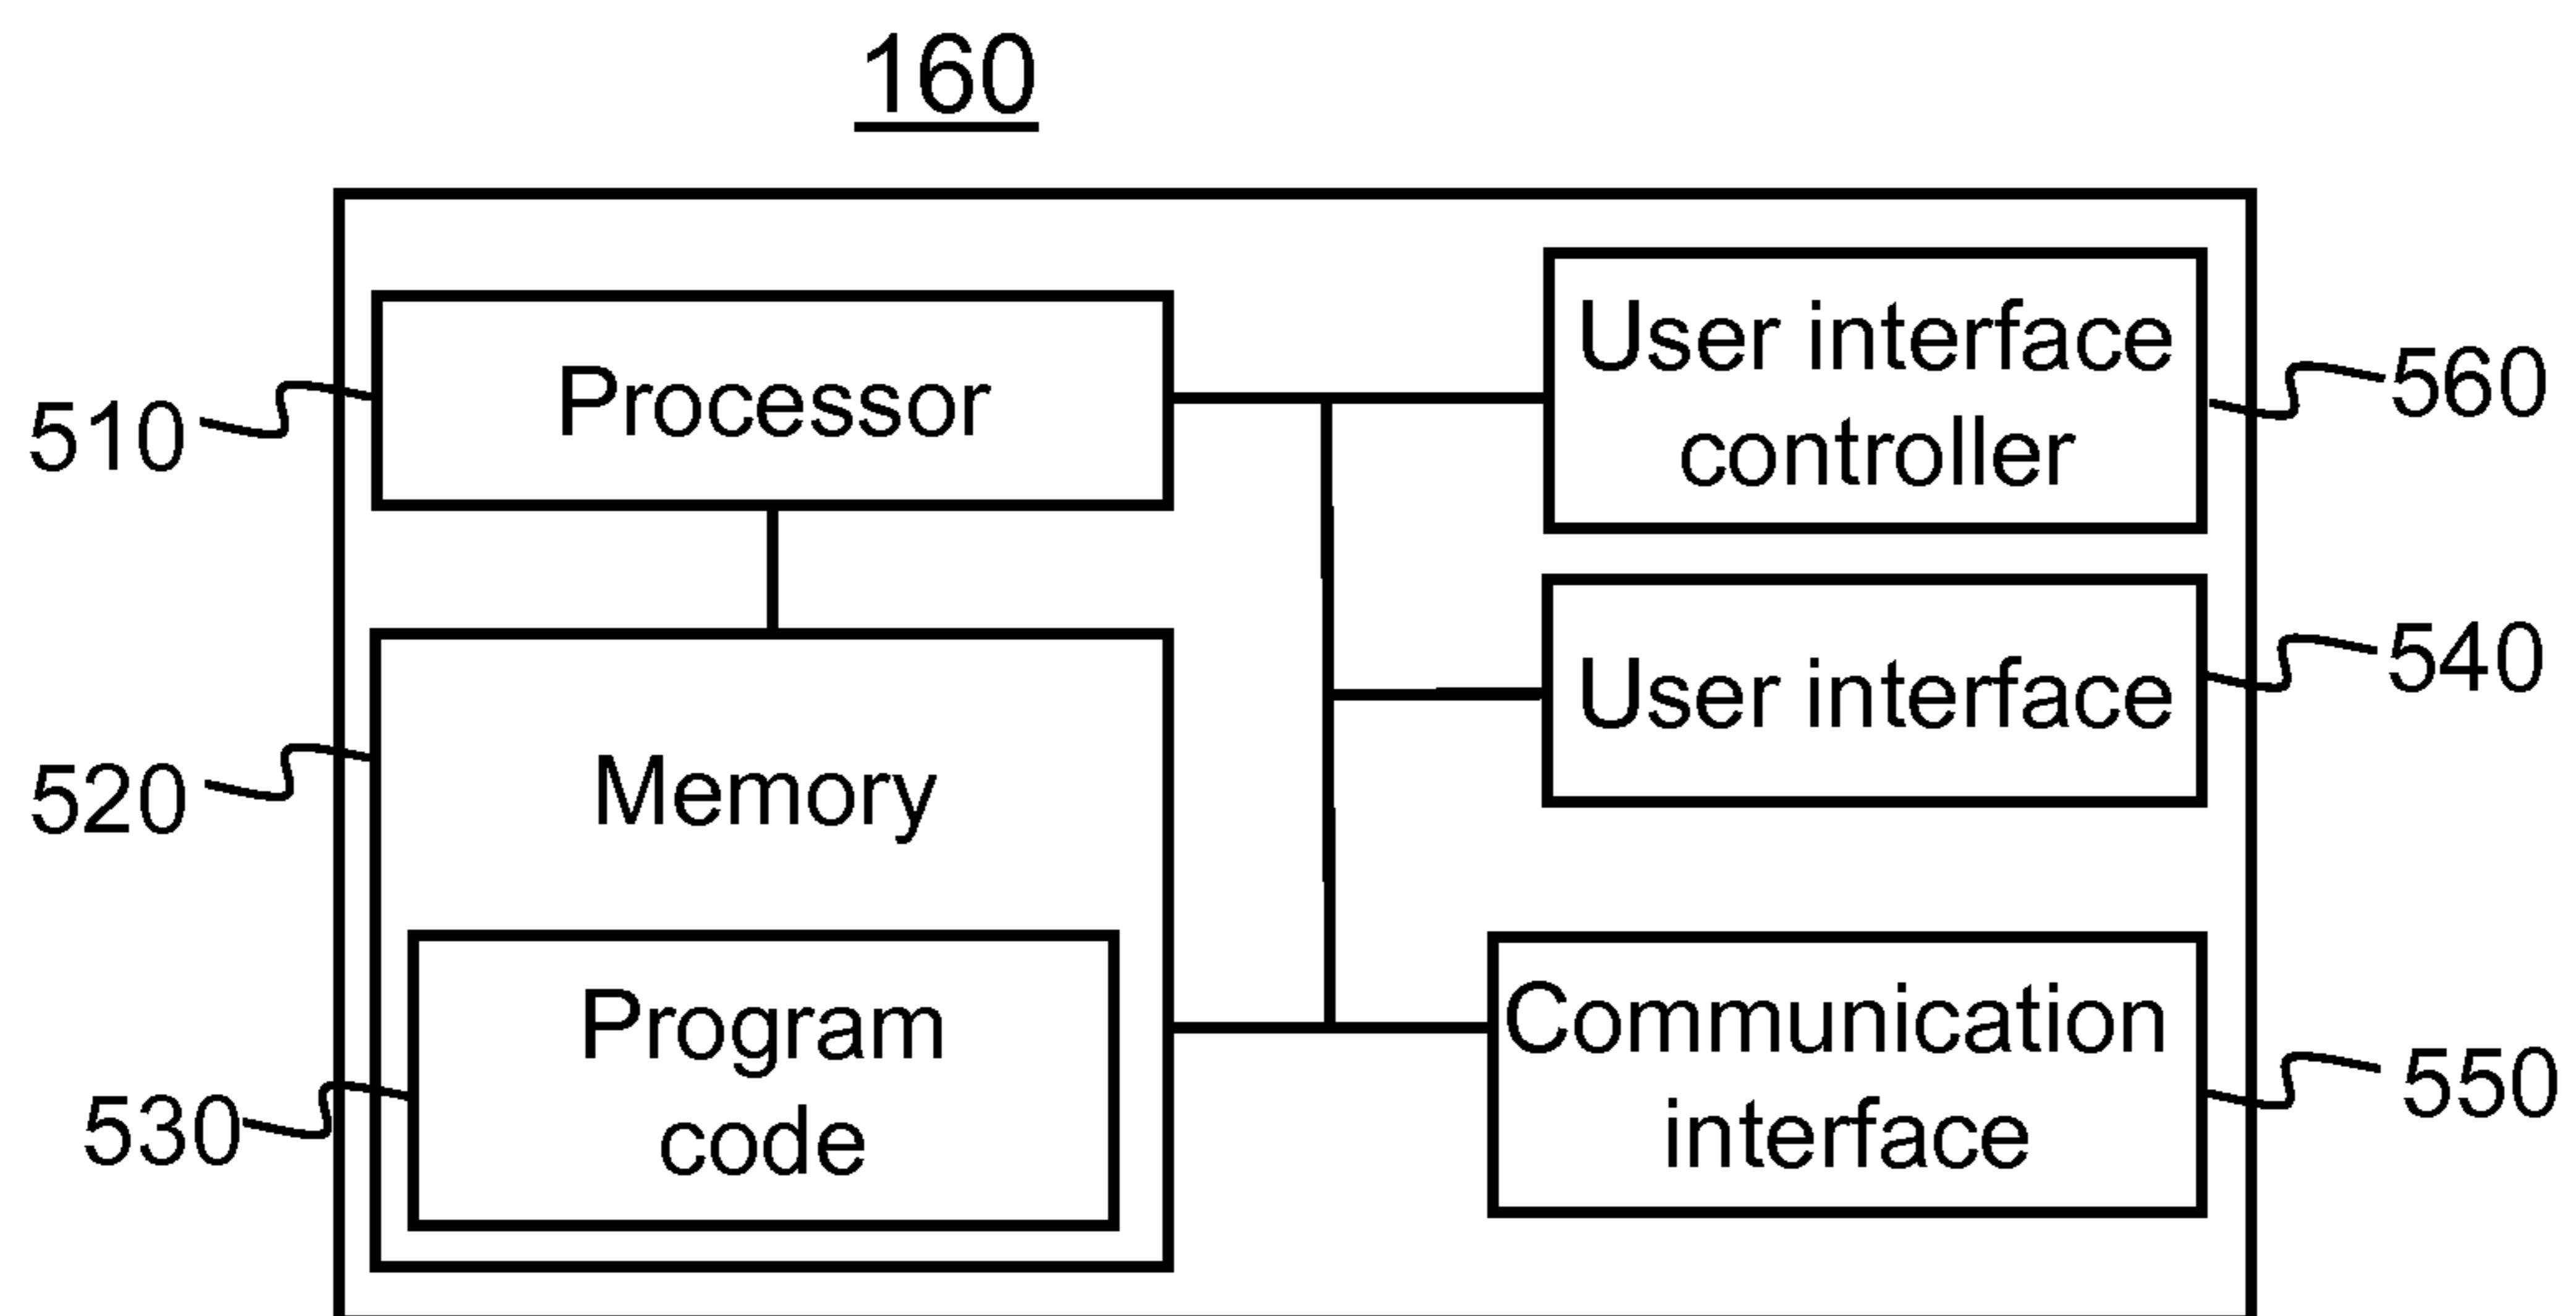 160
510
Processor
User interface
controller
560
520
Memory
User interface
540
530
Program
code
Communication
interface
550